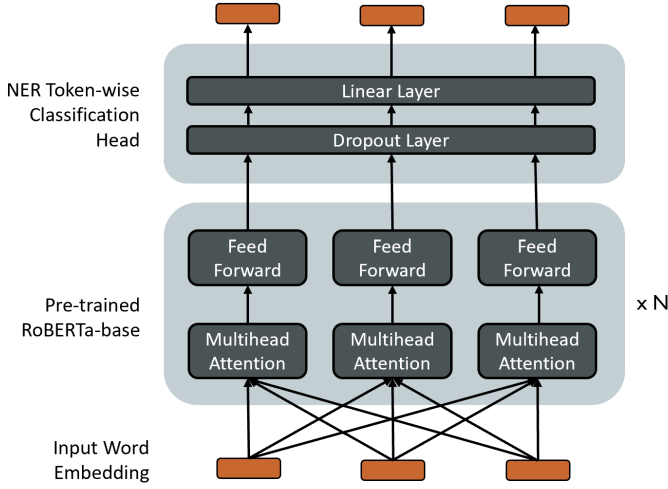 NER Token-wise
Classification
Head
Linear Layer
Dropout Layer
Feed
Forward
Feed
Forward
Feed
Forward
Pre-trained
RoBERTa-base
x N
Multihead
Attention
Multihead
Attention
Multihead
Attention
Input Word
Embedding